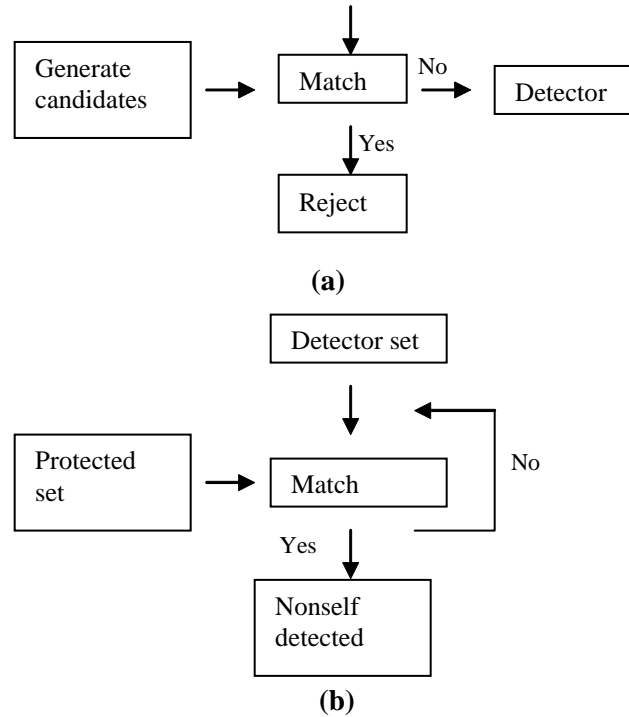 Generate
candidates
Match
No
Detector
Yes
Reject
(a)
Detector set
Protected
set
Match
No
Yes
Nonself
detected
(b)